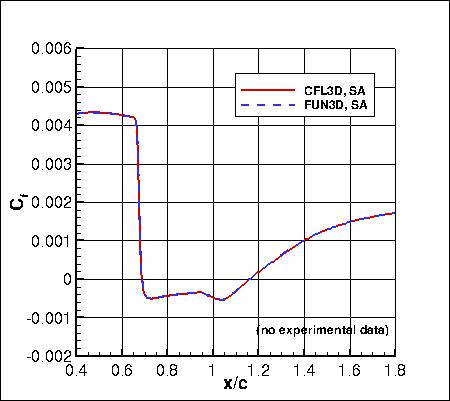 0.006
0.005
0.004
0.003
0.002
0.001
0
-0.001
-0.002
0.4 0.6 0.8 1 1.2 1.4 1.6 1.8
x/c
Cf
CFL3D, SA
FUN3D, SA
(no experimental data)